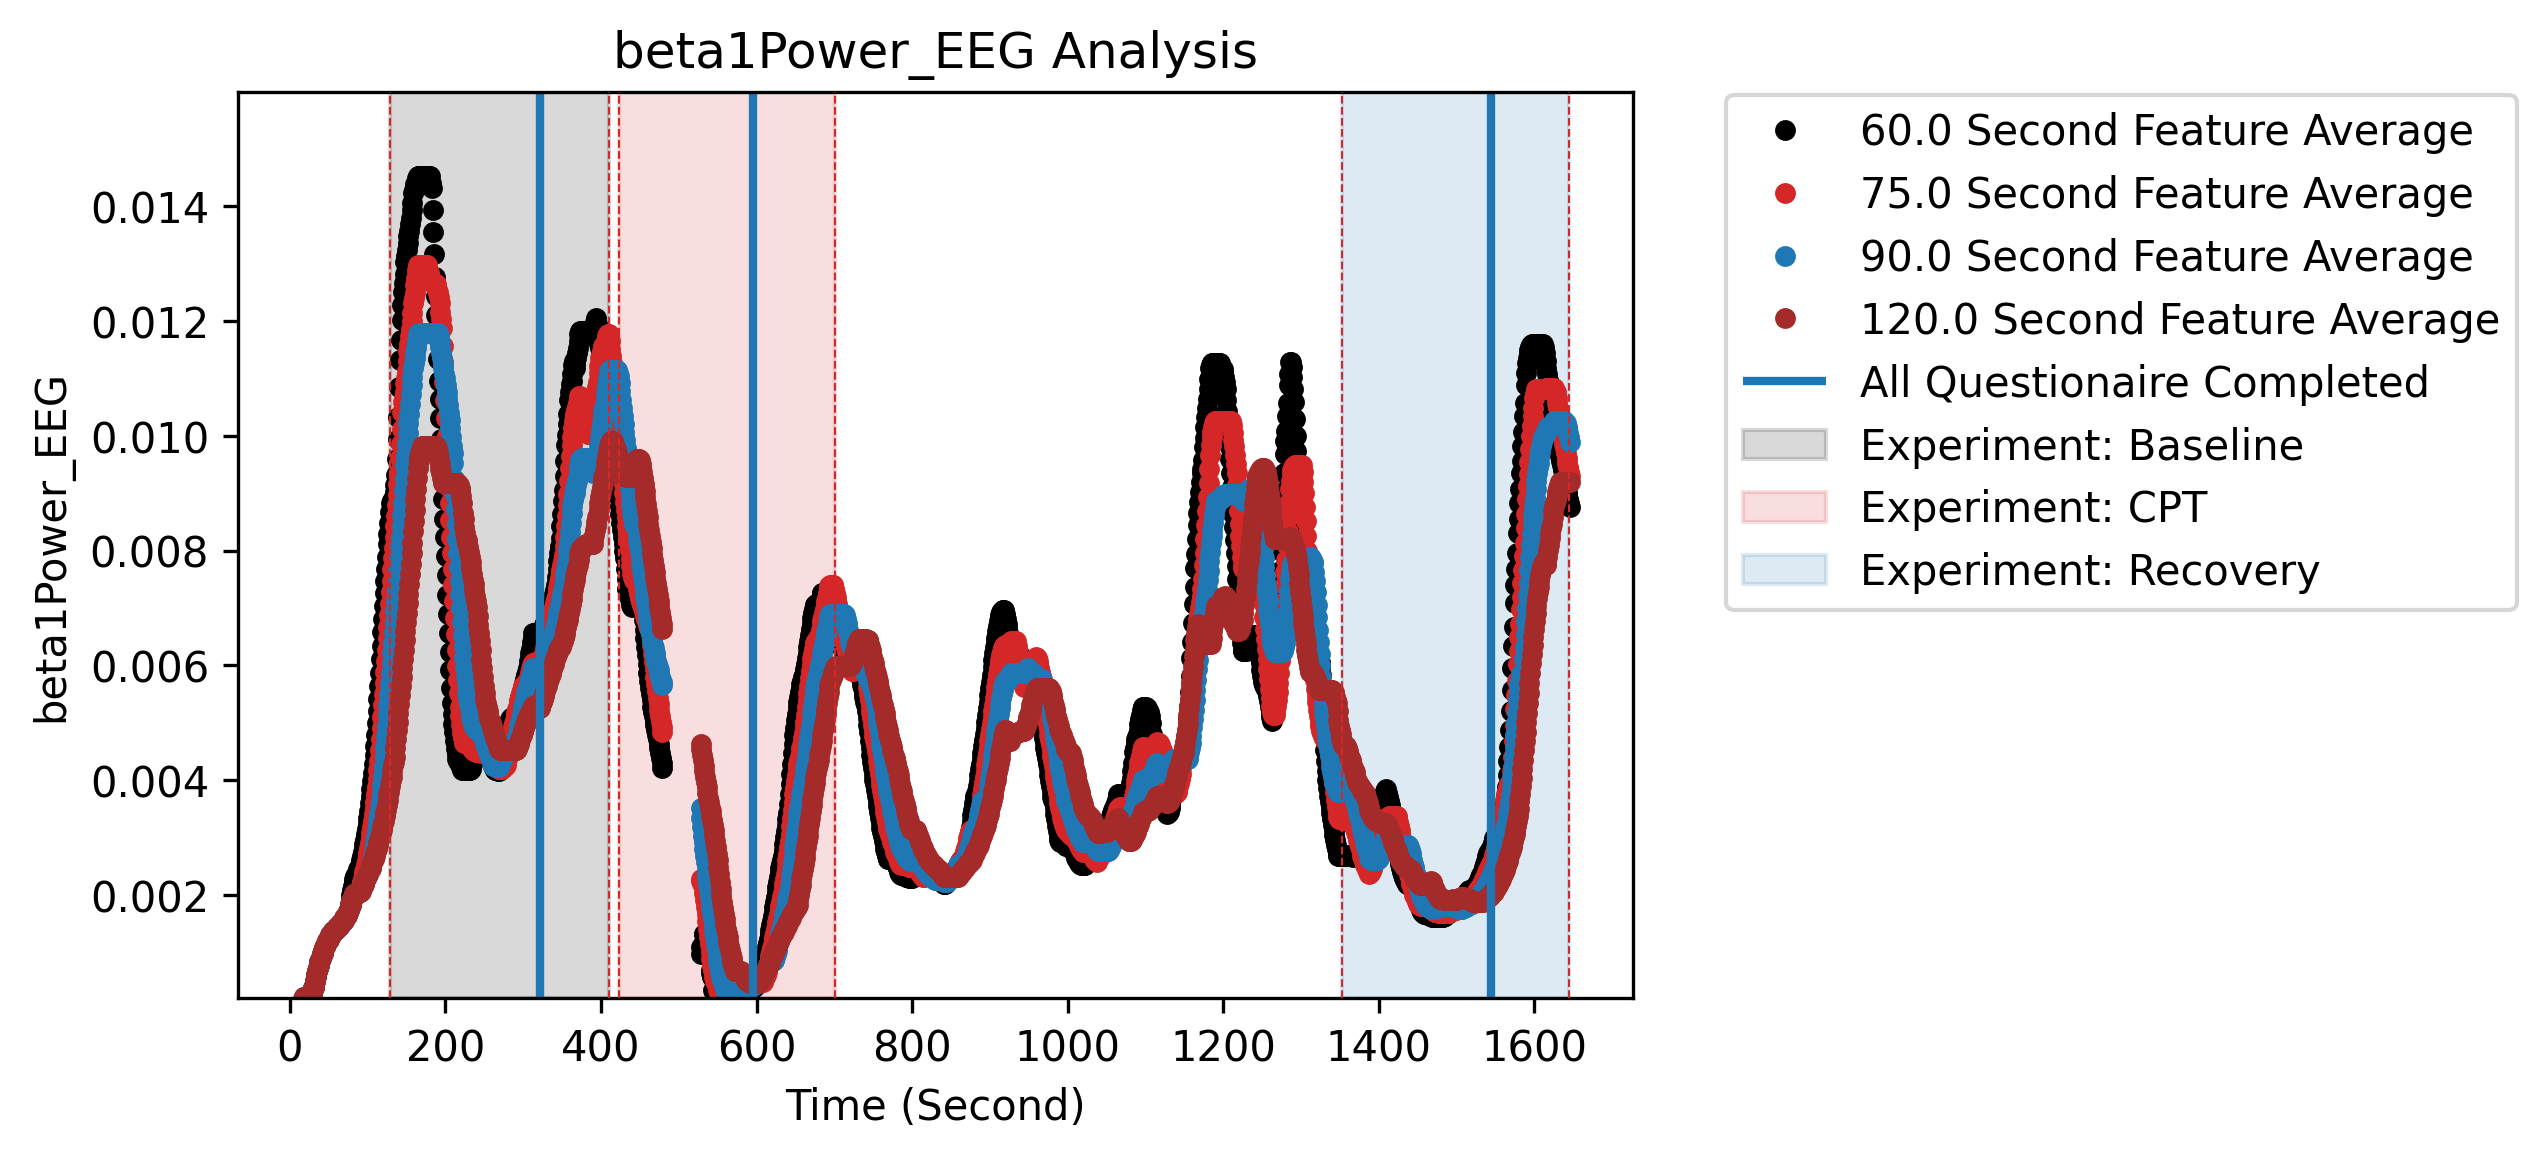 beta1Power_EEG Analysis
beta1Power_EEG
0.014
0.012
0.010
0.008
0.006
0.004
0.002
0 200 400 600 800 1000 1200 1400 1600
Time (Second)
60.0 Second Feature Average
75.0 Second Feature Average
90.0 Second Feature Average
120.0 Second Feature Average
All Questionaire Completed
Experiment: Baseline
Experiment: CPT
Experiment: Recovery